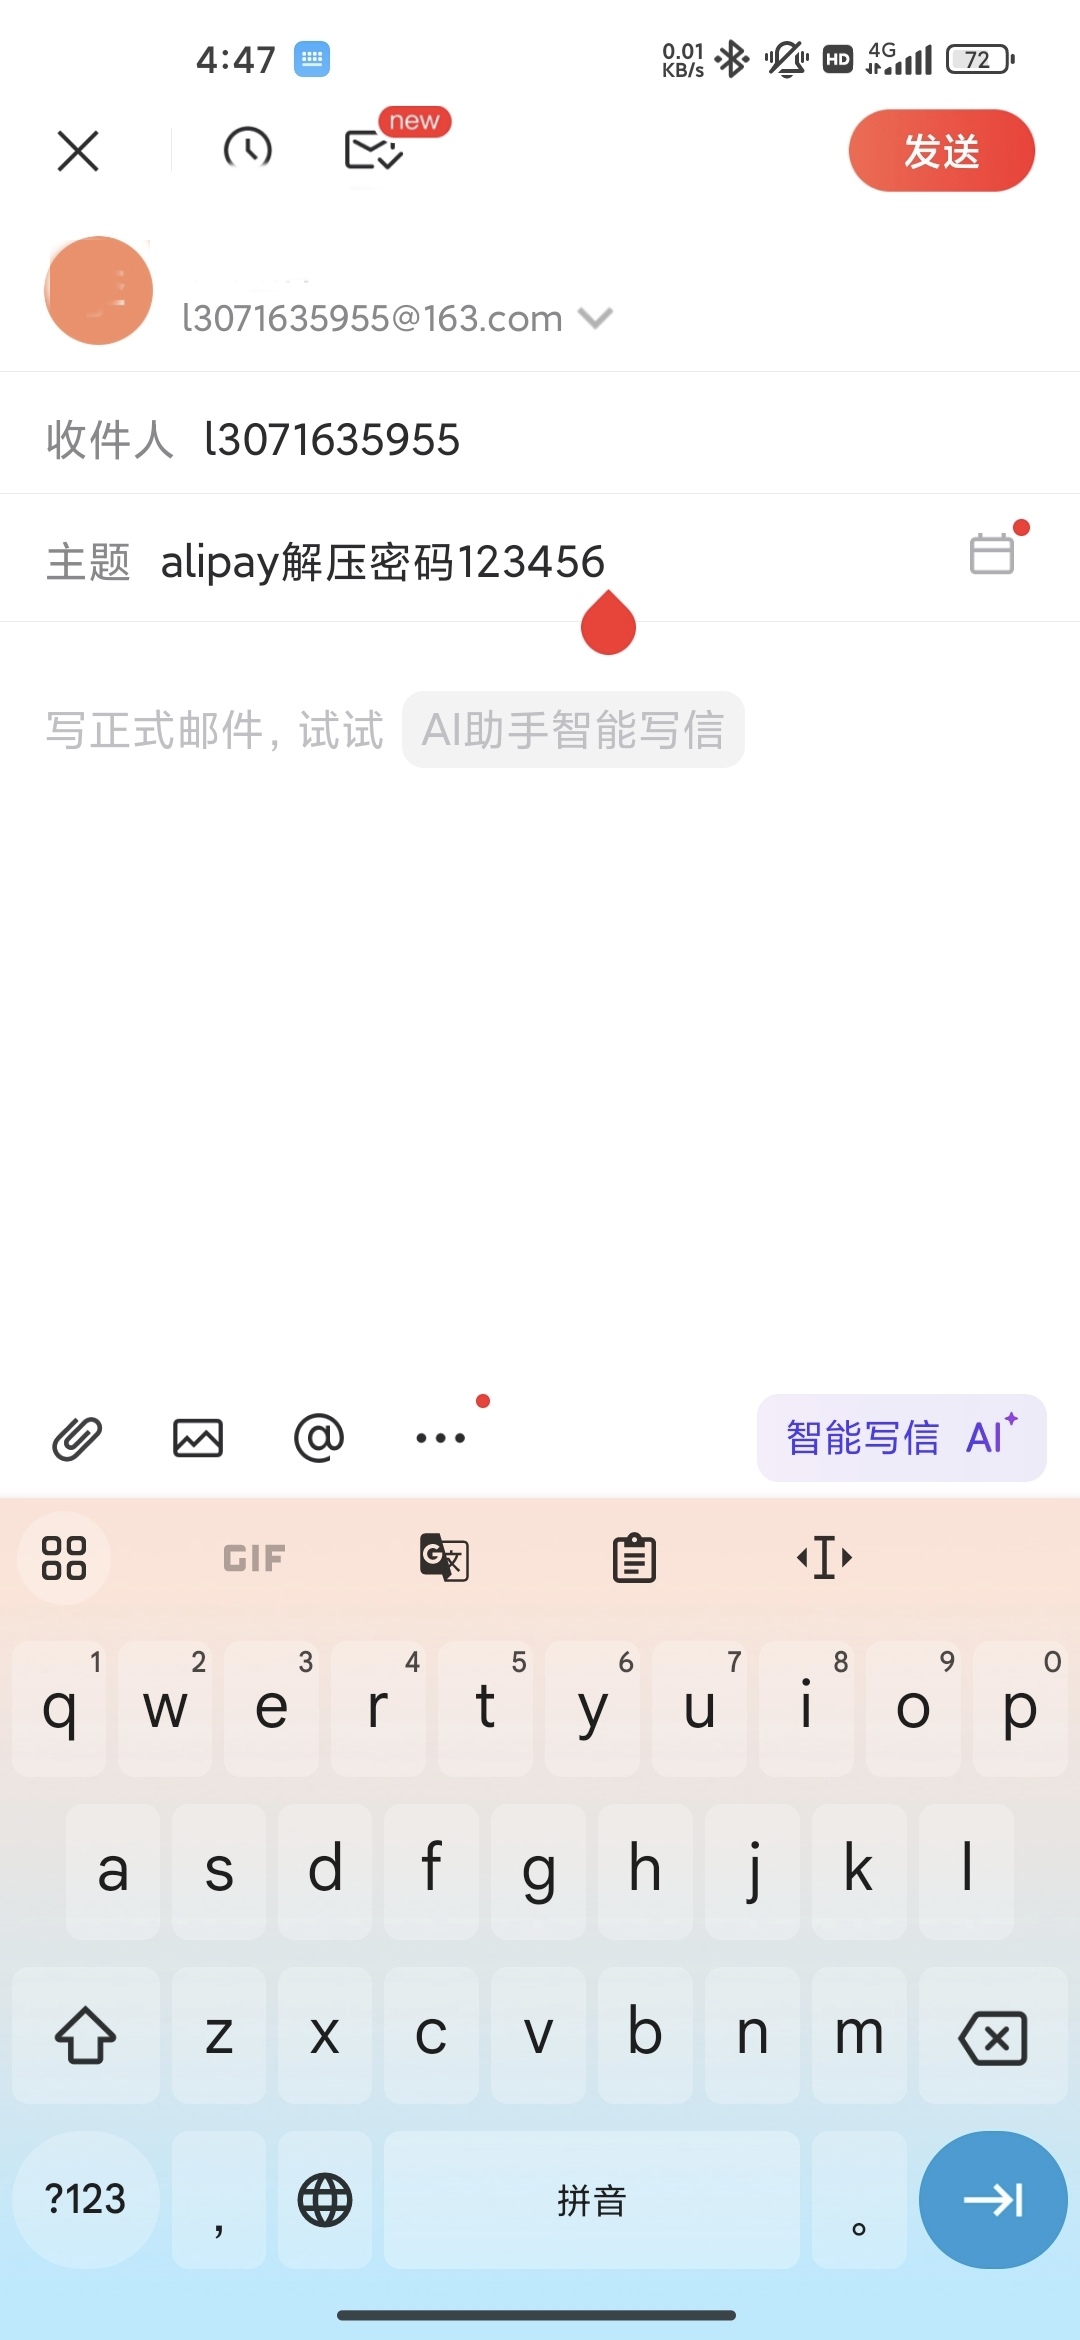 4:47
0.01 KB/s
HD
4G
72
new
发送
l3071635955@163.com
收件人 l3071635955
主题 alipay解压密码123456
写正式邮件, 试试 AI助手智能写信
智能写信 AI
GIF
G 文
1 2 3 4 5 6 7 8 9 0
q w e r t y u i o p
a s d f g h j k l
z x c v b n m
?123 , 拼音 。